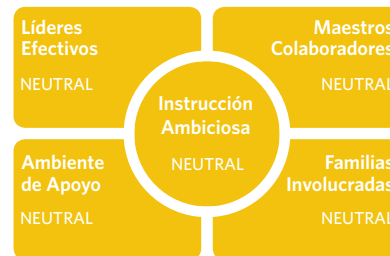 Líderes
Efectivos
NEUTRAL
Maestros
Colaboradores
NEUTRAL
Instrucción
Ambiciosa
NEUTRAL
Ambiente
de Apoyo
NEUTRAL
Familias
Involucradas
NEUTRAL